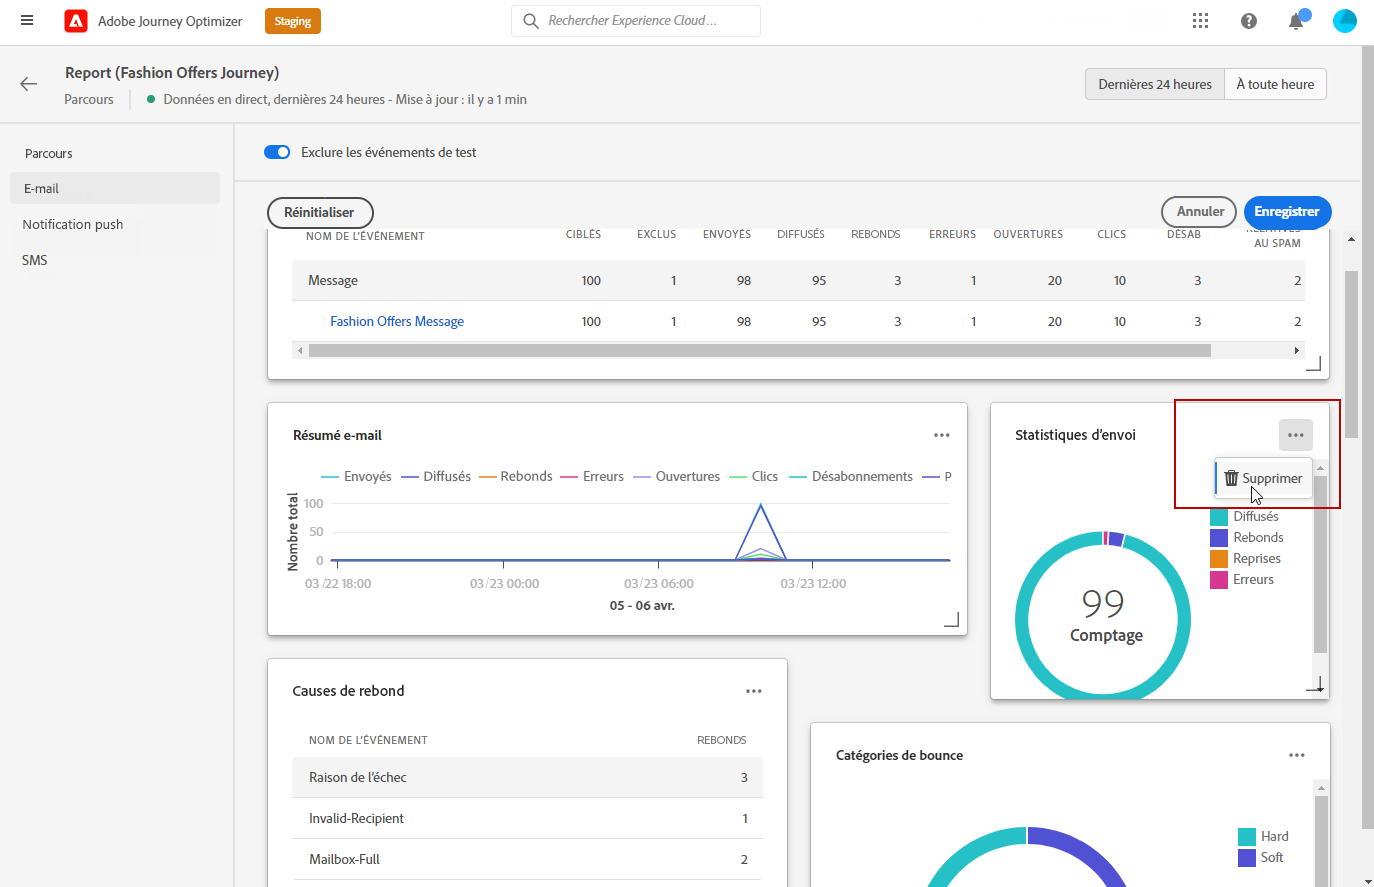 Adobe Journey Optimizer
Staging
Rechercher Experience Cloud...
Report (Fashion Offers Journey)
Parcours
Données en direct, dernières 24 heures - Mise à jour : il y a 1 min
Dernières 24 heures
À toute heure
Parcours
E-mail
Notification push
SMS
Exclure les événements de test
Réinitialiser
Annuler
Enregistrer
NOM DE L'ÉVÉNEMENT CIBLÉS EXCLUS ENVOYÉS DIFFUSÉS REBONDS ERREURS OUVERTURES CLICS DÉSAB RELATIVES
AU SPAM
Message 100 1 98 95 3 1 20 10 3 2
Fashion Offers Message 100 1 98 95 3 1 20 10 3 2
Résumé e-mail
Envoyés Diffusés Rebonds Erreurs Ouvertures Clics Désabonnements P
Nombre total
100
50
0
03/22 18:00 03/23 00:00 03/23 06:00 03/23 12:00
05 - 06 avr.
Statistiques d'envoi
Supprimer
Diffusés
Rebonds
Reprises
Erreurs
99
Comptage
Causes de rebond
NOM DE L'ÉVÉNEMENT REBONDS
Raison de l'échec 3
Invalid-Recipient 1
Mailbox-Full 2
Catégories de bounce
Hard
Soft